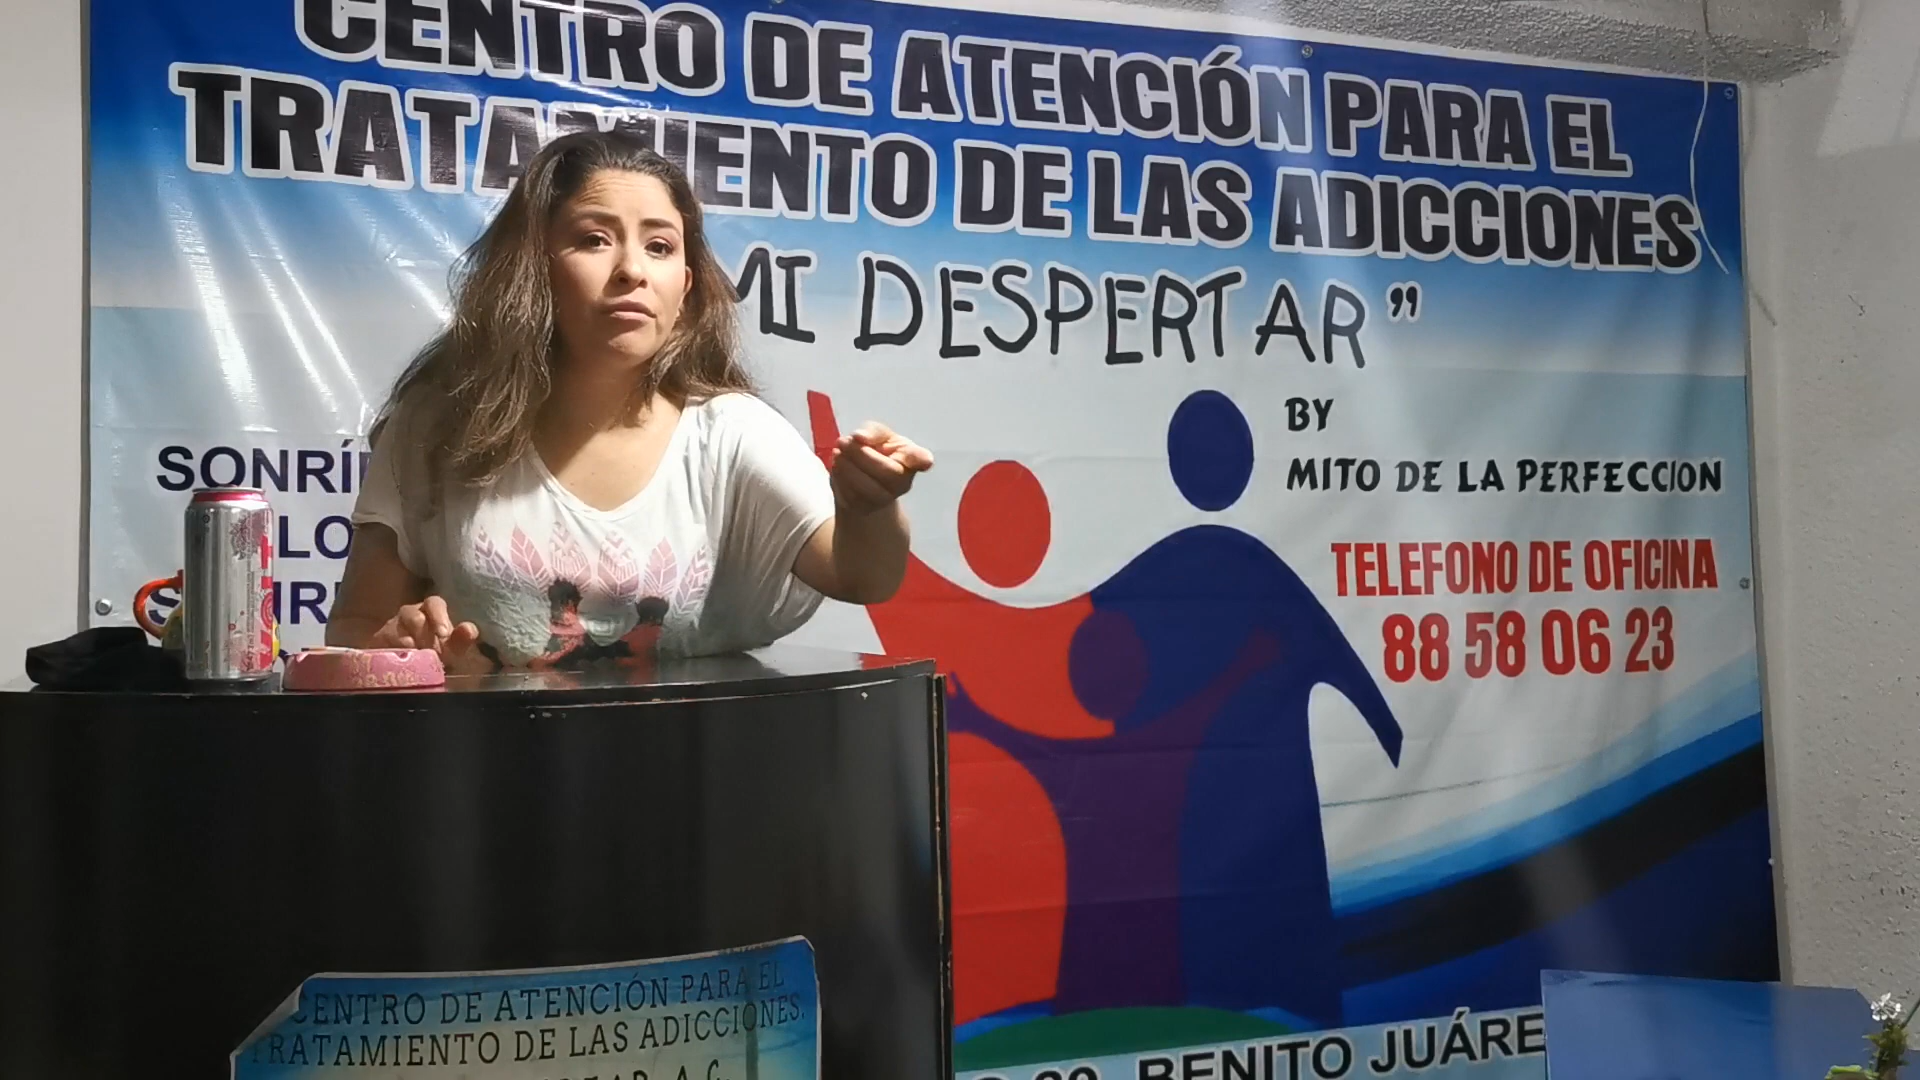 CENTRO DE ATENCIÓN PARA EL
TRATAMIENTO DE LAS ADICCIONES
MI DESPERTAR”
BY
MITO DE LA PERFECCION
TELEFONO DE OFICINA
88 58 06 23
BENITO JUÁRE
CENTRO DE ATENCIÓN PARA EL
TRATAMIENTO DE LAS ADICCIONES.
A.C.